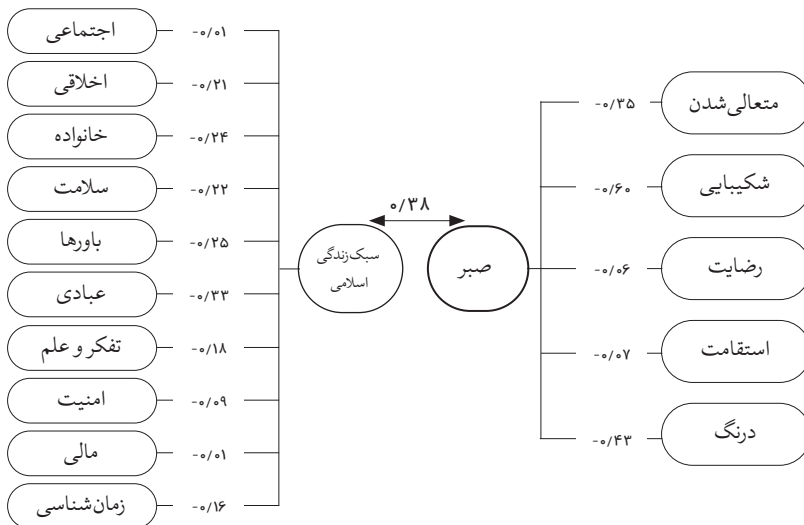 اجتماعی
-۰/۰۱
اخلاقی
-۰/۲۱
خانواده
-۰/۲۴
سلامت
-۰/۲۲
باورها
-۰/۲۵
عبادی
-۰/۳۳
تفکر و علم
-۰/۱۸
امنیت
-۰/۰۹
مالی
-۰/۰۱
زمان‌شناسی
-۰/۱۶
سبک‌زندگی
اسلامی
۰/۳۸
صبر
-۰/۳۵
متعالی‌شدن
-۰/۶۰
شکیبایی
-۰/۰۶
رضایت
-۰/۰۷
استقامت
-۰/۴۳
درنگ